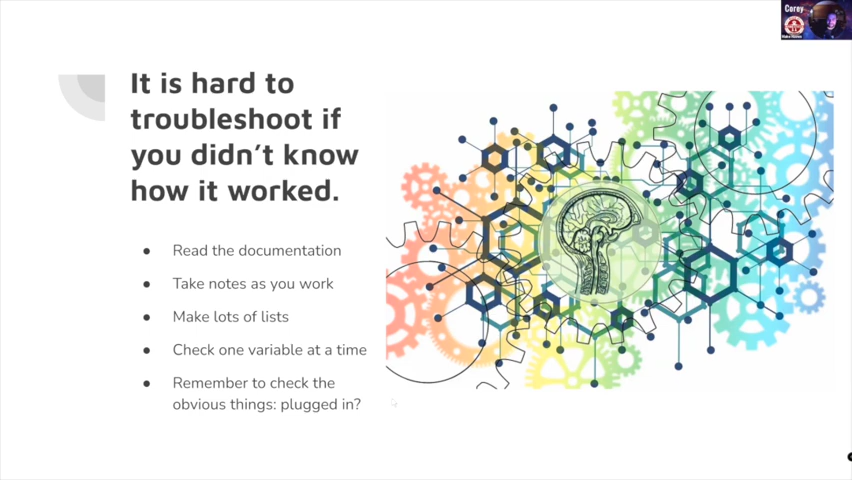 Corey
It is hard to
troubleshoot if
you didn't know
how it worked.
● Read the documentation
● Take notes as you work
● Make lots of lists
● Check one variable at a time
● Remember to check the
obvious things: plugged in?